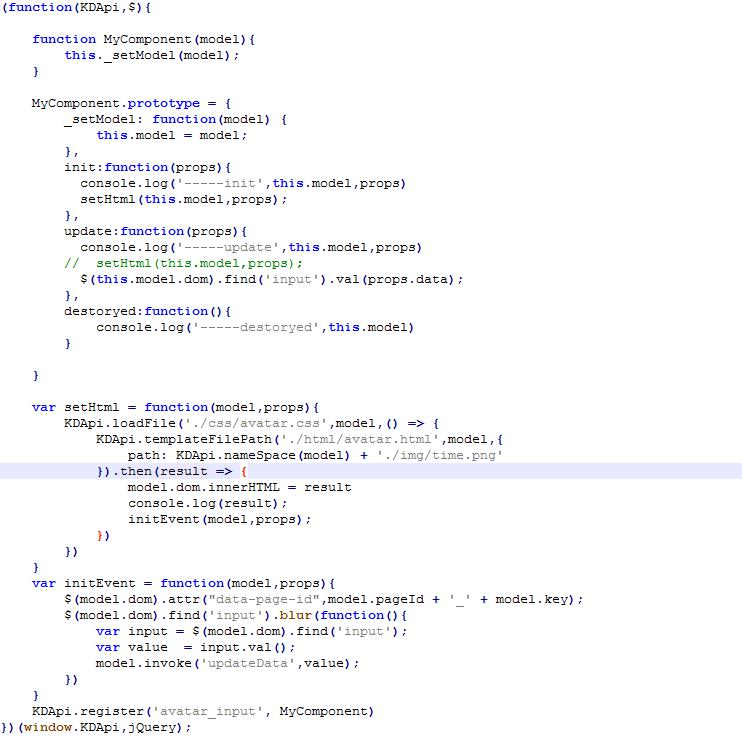 (function(KDApi,$){
function MyComponent(model){
this._setModel(model);
}
MyComponent.prototype = {
_setModel: function(model) {
this.model = model;
},
init:function(props){
console.log('-----init',this.model,props)
setHtml(this.model,props);
},
update:function(props){
console.log('-----update',this.model,props)
//  setHtml(this.model,props);
$(this.model.dom).find('input').val(props.data);
},
destoryed:function(){
console.log('-----destoryed',this.model)
}
}
var setHtml = function(model,props){
KDApi.loadFile('./css/avatar.css',model,() => {
KDApi.templateFilePath('./html/avatar.html',model,{
path: KDApi.nameSpace(model) + './img/time.png'
}).then(result => {
model.dom.innerHTML = result
console.log(result);
initEvent(model,props);
})
})
}
var initEvent = function(model,props){
$(model.dom).attr("data-page-id",model.pageId + '_' + model.key);
$(model.dom).find('input').blur(function(){
var input = $(model.dom).find('input');
var value  = input.val();
model.invoke('updateData',value);
})
}
KDApi.register('avatar_input', MyComponent)
})(window.KDApi,jQuery);